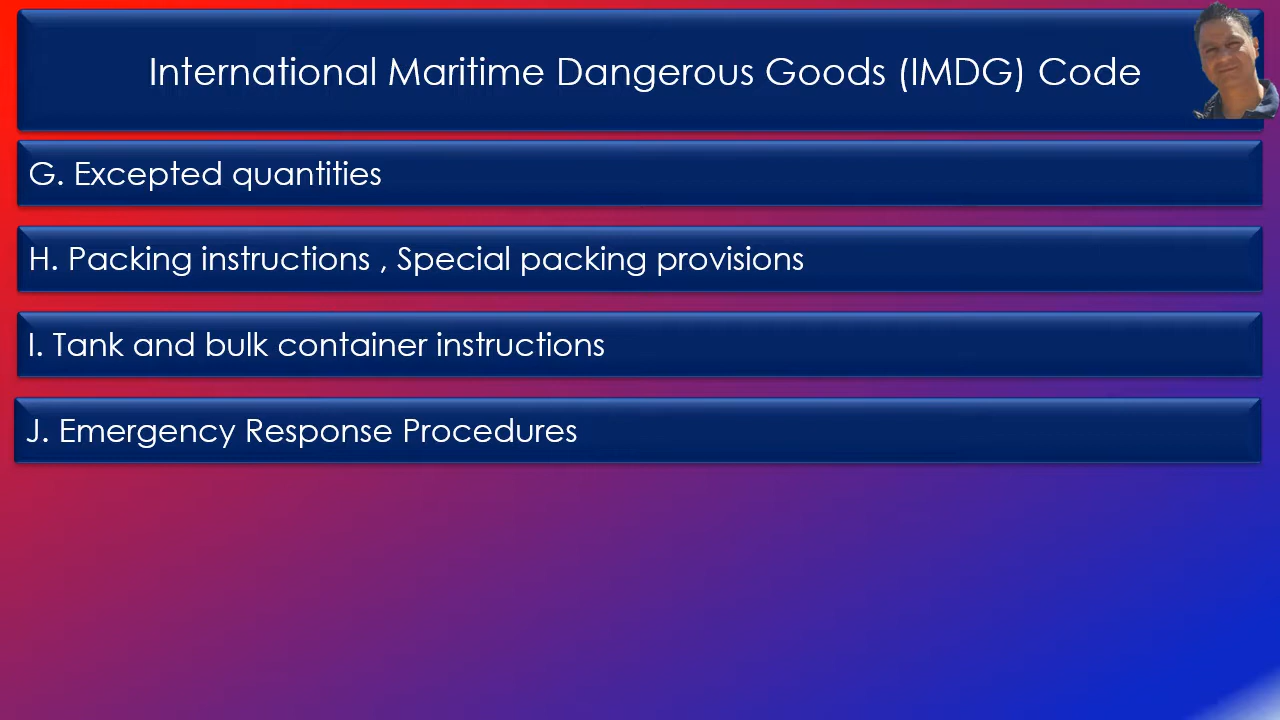 International Maritime Dangerous Goods (IMDG) Code
G. Excepted quantities
H. Packing instructions , Special packing provisions
I. Tank and bulk container instructions
J. Emergency Response Procedures